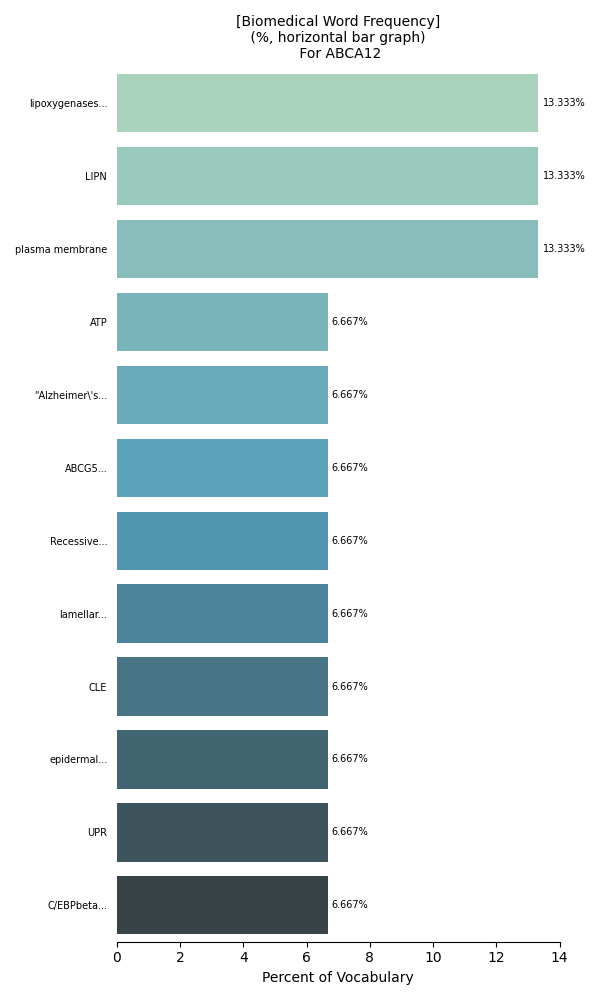 [Biomedical Word Frequency]
(%, horizontal bar graph)
For ABCA12
lipoxygenases... 13.333%
LIPN 13.333%
plasma membrane 13.333%
ATP 6.667%
"Alzheimer\'s... 6.667%
ABCG5... 6.667%
Recessive... 6.667%
lamellar... 6.667%
CLE 6.667%
epidermal... 6.667%
UPR 6.667%
C/EBPbeta... 6.667%
0 2 4 6 8 10 12 14
Percent of Vocabulary